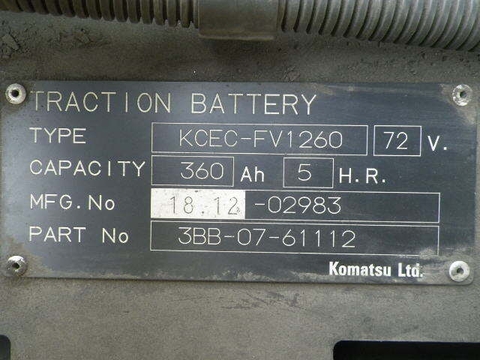 TRACTION BATTERY
TYPE KCEC-FV1260 72 V.
CAPACITY 360 Ah 5 H.R.
MFG.No 18.12-02983
PART No 3BB-07-61112
Komatsu Ltd.